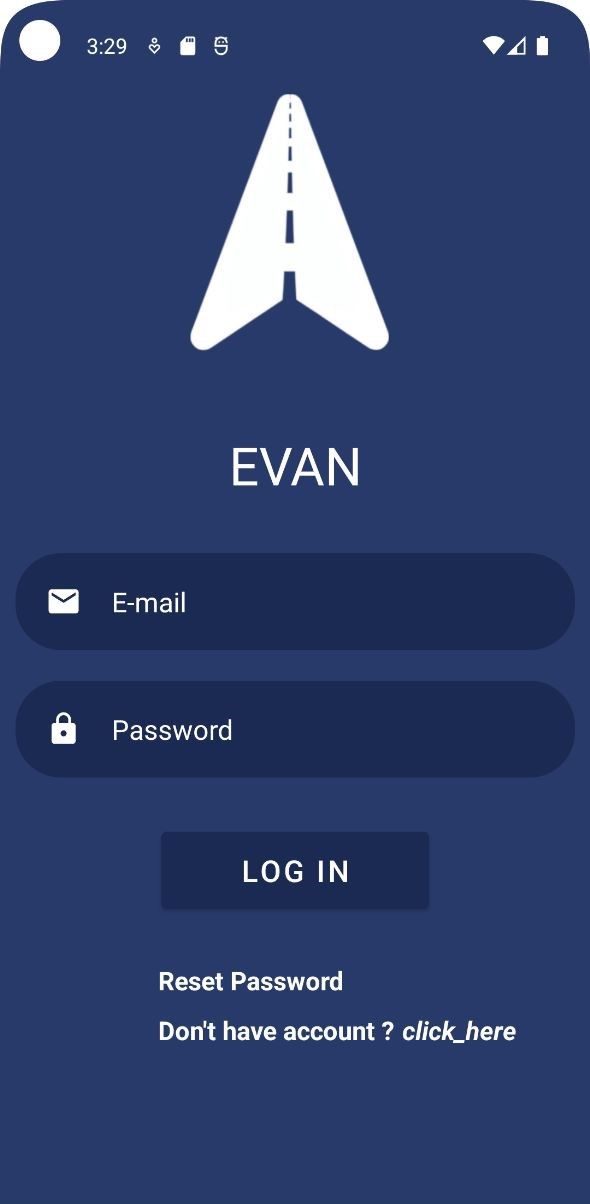 3:29
EVAN
E-mail
Password
LOG IN
Reset Password
Don't have account ? click_here